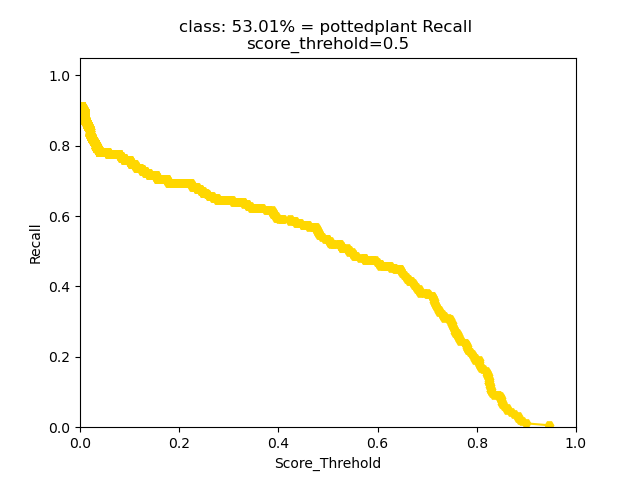 class: 53.01% = pottedplant Recall
score_threhold=0.5
1.0
0.8
0.6
0.4
0.2
0.0
Recall
0.0 0.2 0.4 0.6 0.8 1.0
Score_Threhold